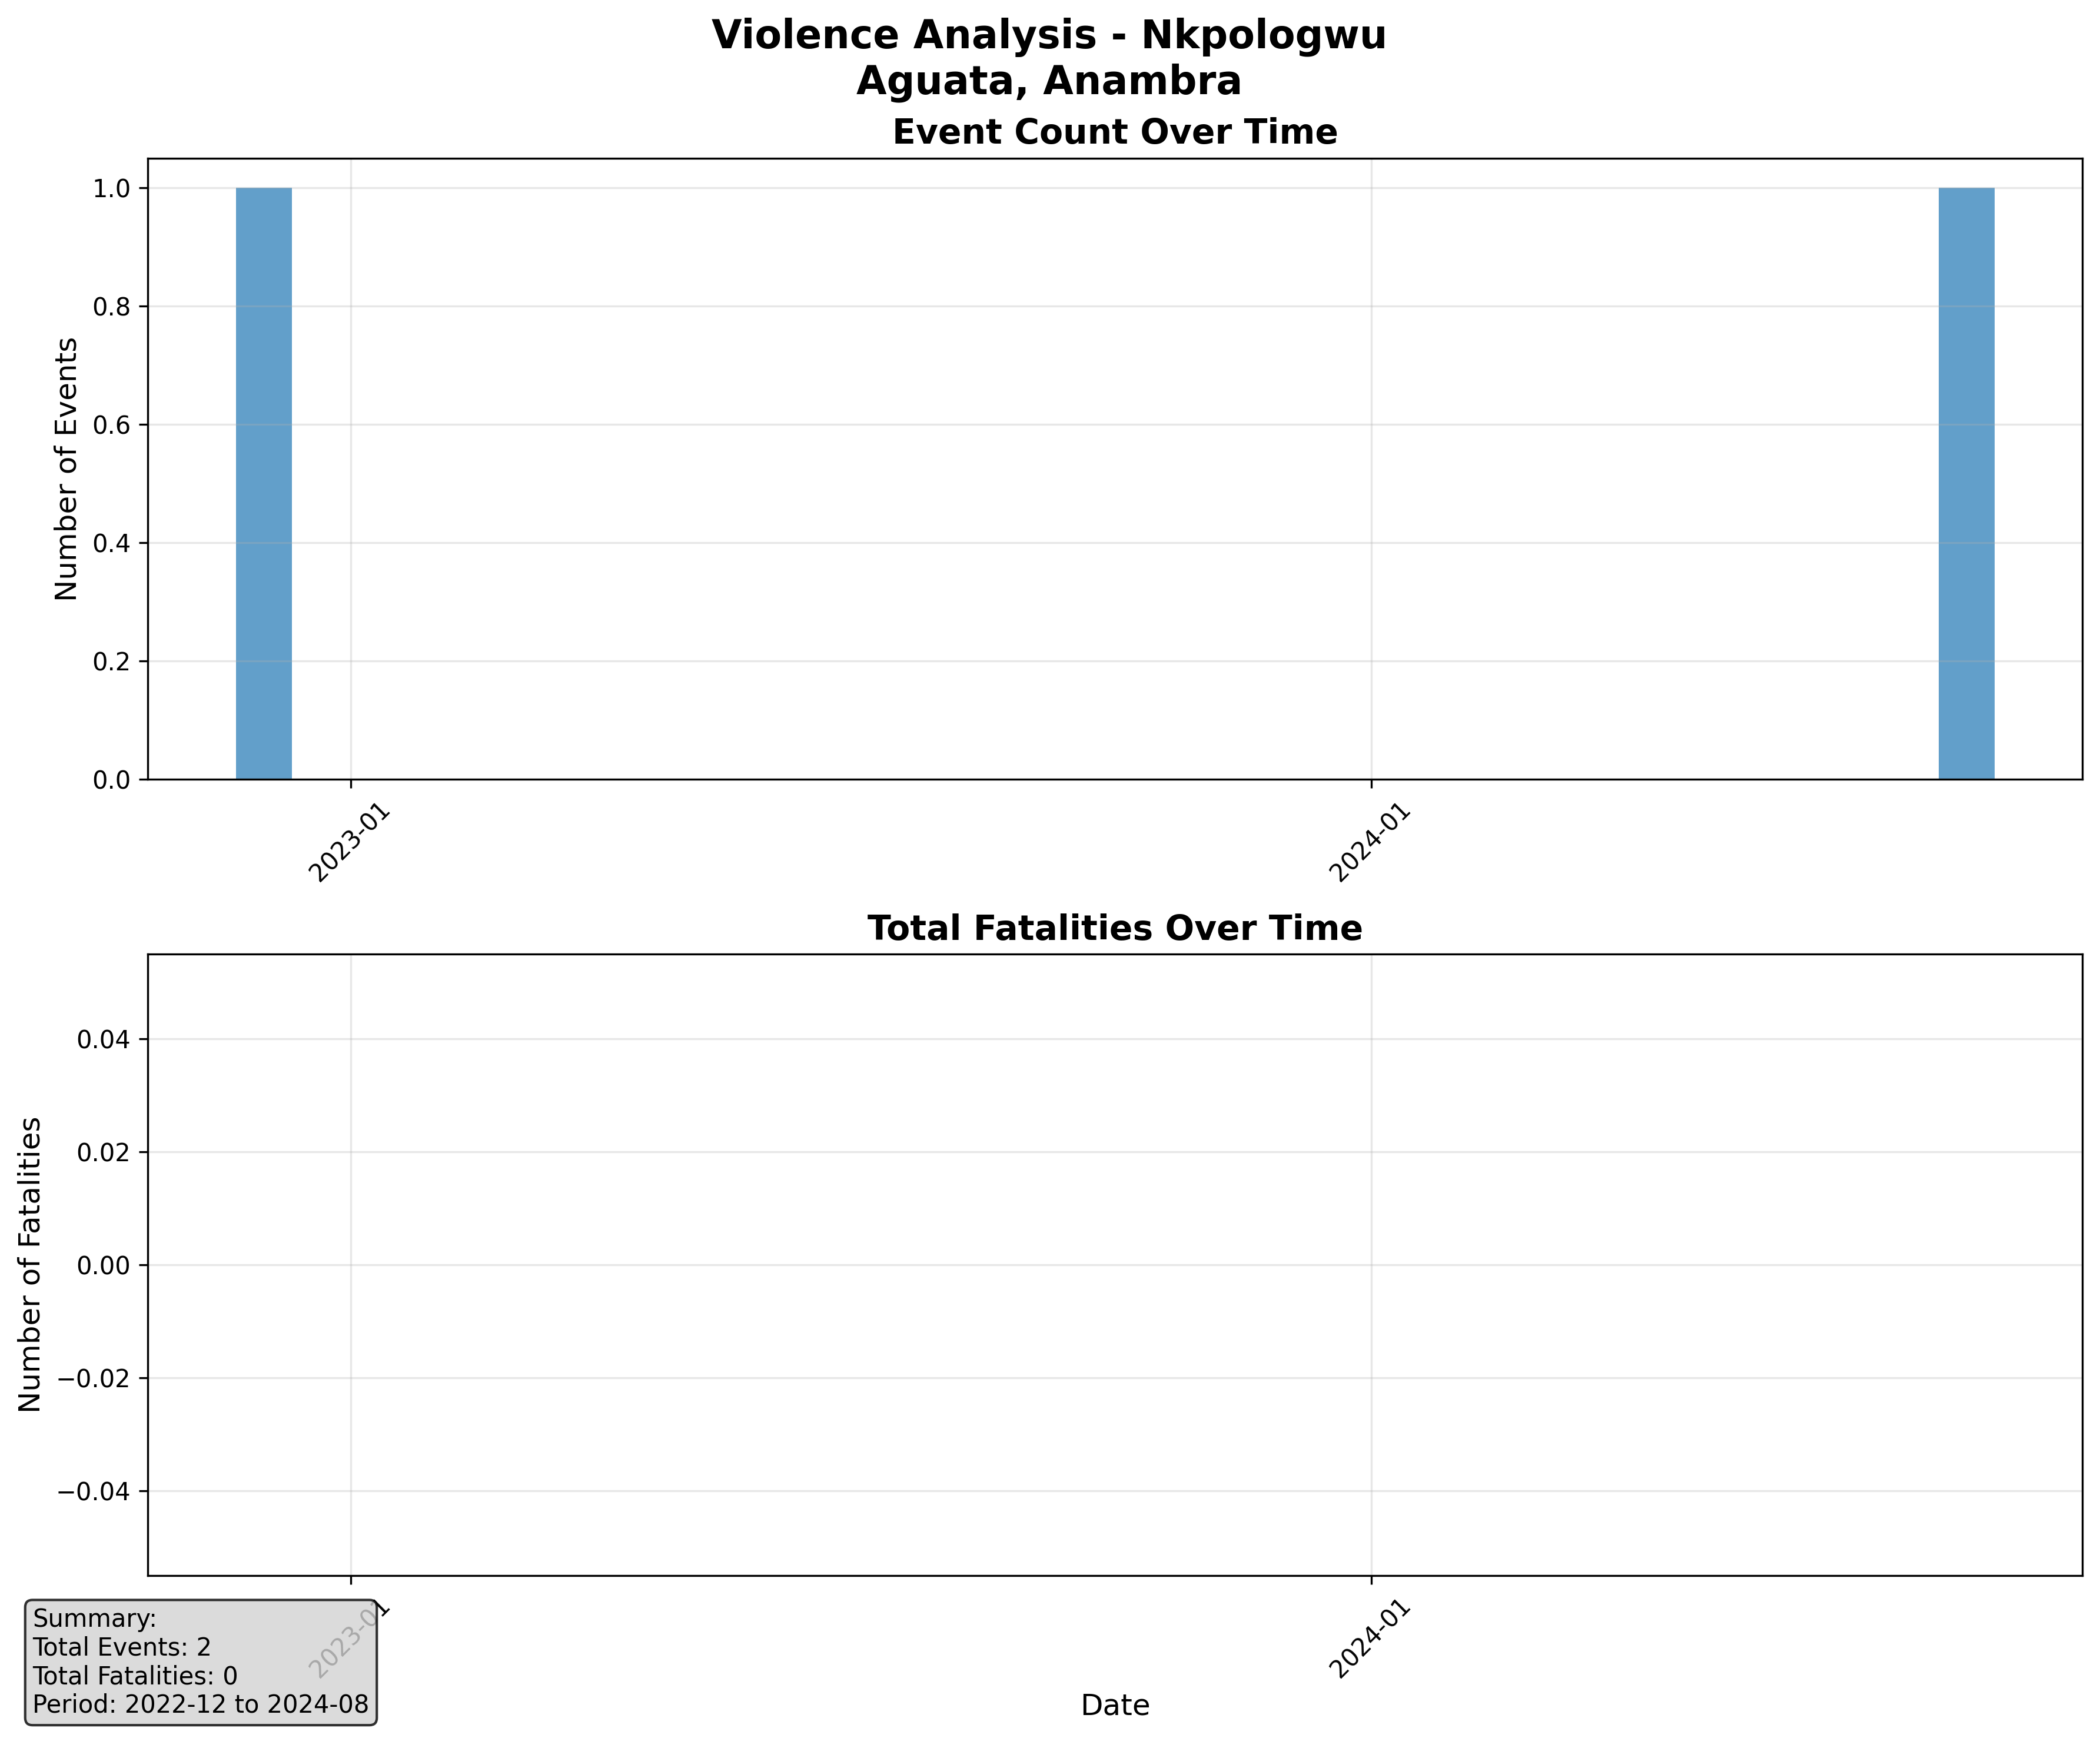 Violence Analysis - Nkpologwu
Aguata, Anambra
Event Count Over Time
Number of Events
1.0
0.8
0.6
0.4
0.2
0.0
2023-01
2024-01
Total Fatalities Over Time
Number of Fatalities
0.04
0.02
0.00
−0.02
−0.04
2023-01
2024-01
Date
Summary:
Total Events: 2
Total Fatalities: 0
Period: 2022-12 to 2024-08